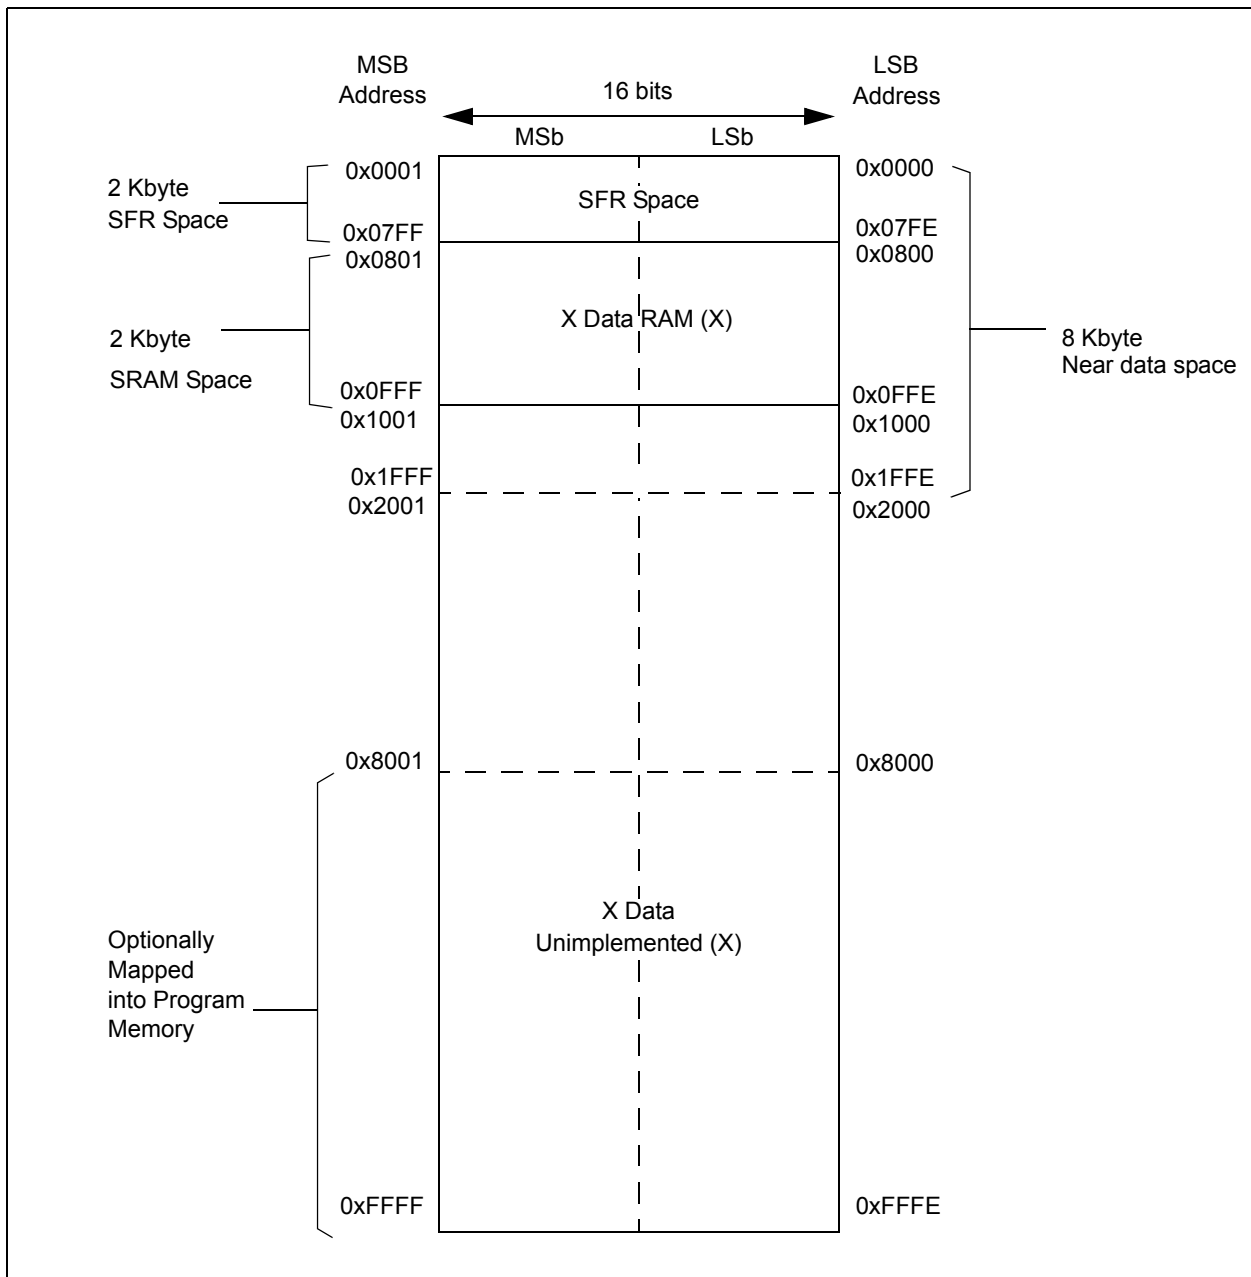 MSB
Address
LSB
Address
16 bits
MSb
LSb
0x0001
0x0000
2 Kbyte
SFR Space
SFR Space
0x07FF
0x07FE
0x0801
0x0800
X Data RAM (X)
2 Kbyte
SRAM Space
8 Kbyte
Near data space
0x0FFF
0x0FFE
0x1001
0x1000
0x1FFF
0x1FFE
0x2001
0x2000
0x8001
0x8000
X Data
Unimplemented (X)
Optionally
Mapped
into Program
Memory
0xFFFF
0xFFFE